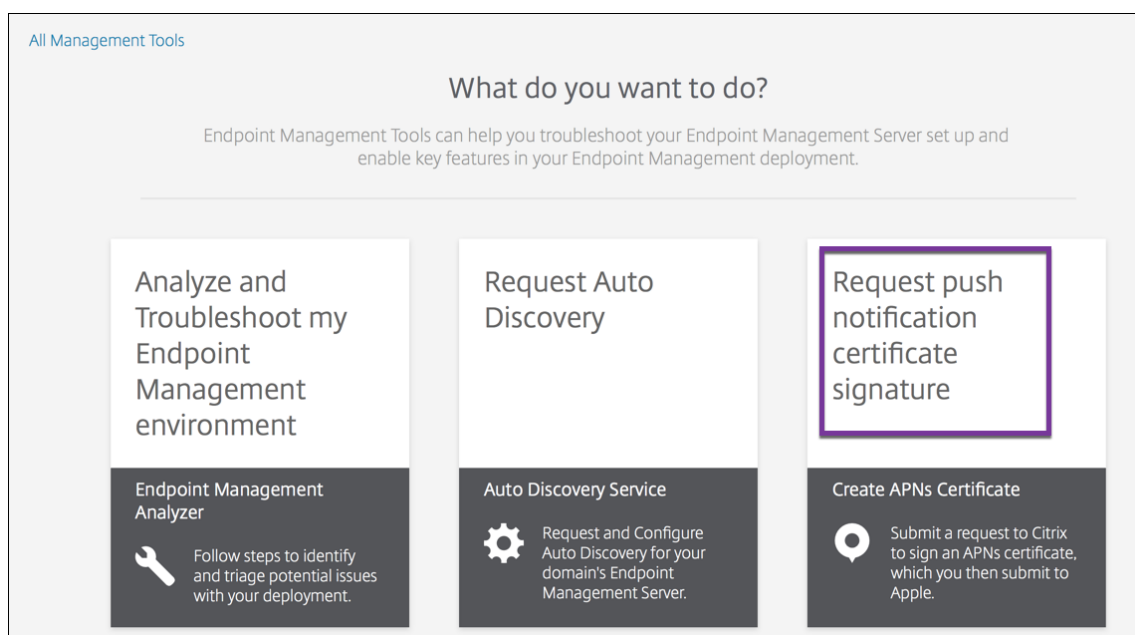 All Management Tools
What do you want to do?
Endpoint Management Tools can help you troubleshoot your Endpoint Management Server set up and
enable key features in your Endpoint Management deployment.
Analyze and
Troubleshoot my
Endpoint
Management
environment
Endpoint Management
Analyzer
Follow steps to identify
and triage potential issues
with your deployment.
Request Auto
Discovery
Auto Discovery Service
Request and Configure
Auto Discovery for your
domain's Endpoint
Management Server.
Request push
notification
certificate
signature
Create APNs Certificate
Submit a request to Citrix
to sign an APNs certificate,
which you then submit to
Apple.